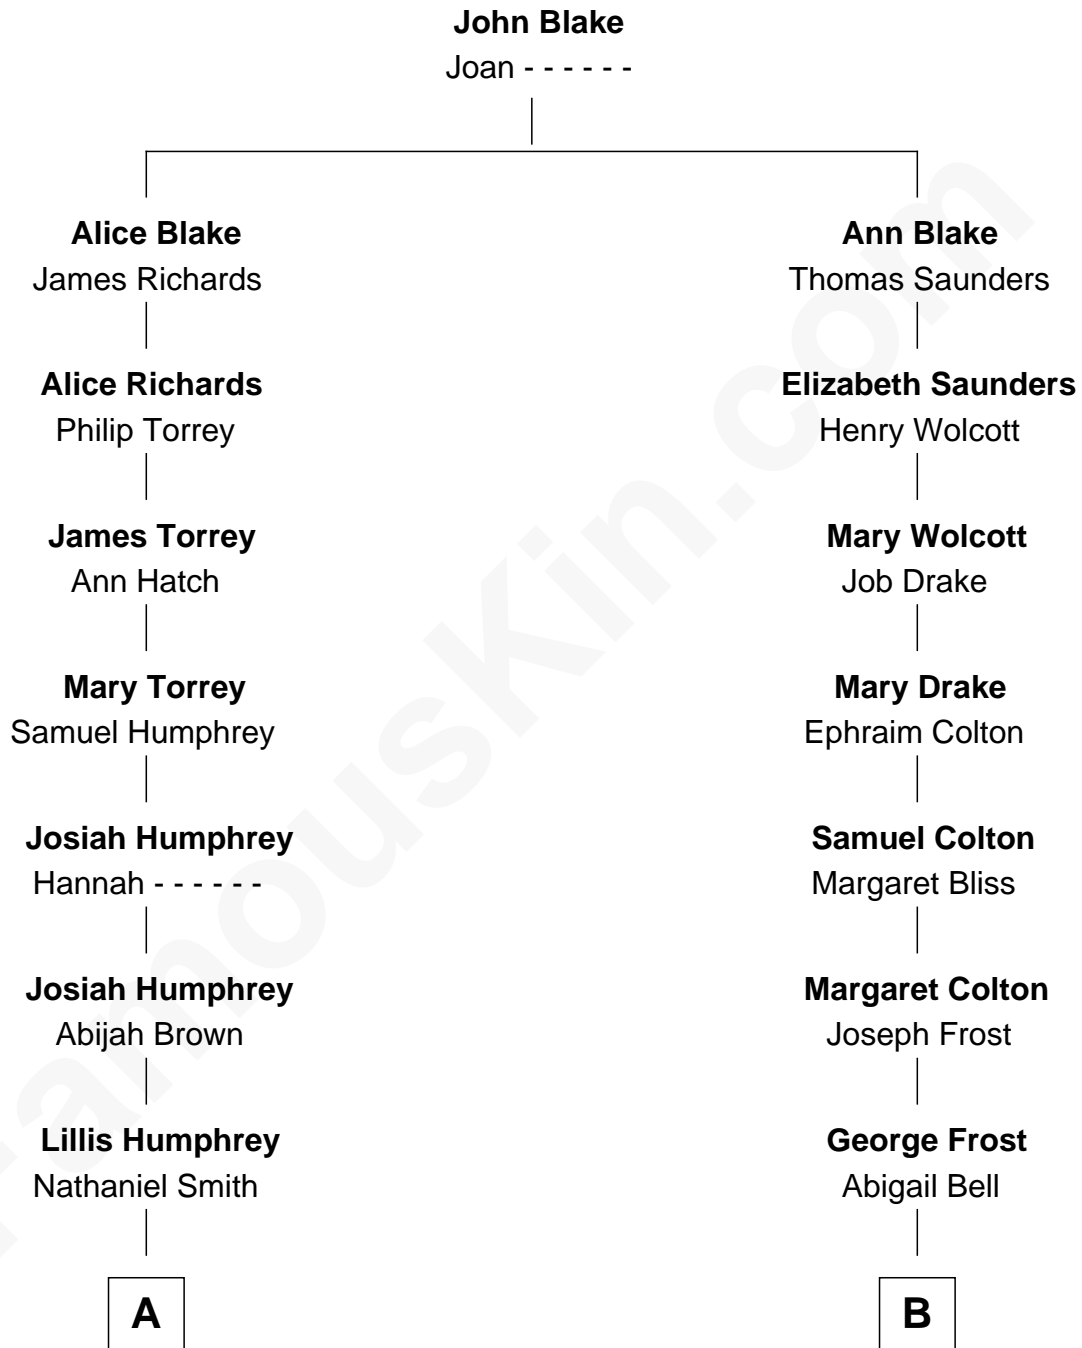 John Blake
Joan - - - - - -
Alice Blake
James Richards
Ann Blake
Thomas Saunders
Alice Richards
Philip Torrey
Elizabeth Saunders
Henry Wolcott
James Torrey
Ann Hatch
Mary Wolcott
Job Drake
Mary Torrey
Samuel Humphrey
Mary Drake
Ephraim Colton
Josiah Humphrey
Hannah - - - - - -
Samuel Colton
Margaret Bliss
Josiah Humphrey
Abijah Brown
Margaret Colton
Joseph Frost
Lillis Humphrey
Nathaniel Smith
George Frost
Abigail Bell
A
B
FamousKin.com